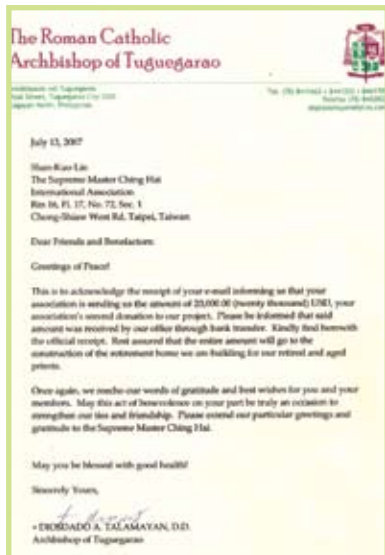 The Roman Catholic
Archbishop of Tuguegarao
July 13, 2007
The Supreme Master Ching Hai
International Association
Rm 16, Fl. 17, No. 72, Sec. 1
Chong-Shiaw West Rd, Taipei, Taiwan
Dear Friends and Benefactors:
Greetings of Peace!
This is to acknowledge the receipt of your e-mail informing us that your
association is sending us the amount of 20,000.00 (twenty thousand) USD, your
association's second donation to our project. Please be informed that said
amount was received by our office through bank transfer. Kindly find herewith
the official receipt. Rest assured that the entire amount will go to the
construction of the retirement home we are building for our retired and aged
priests.
Once again, we reecho our words of gratitude and best wishes for you and your
members. May this act of benevolence on your part be truly an occasion to
strengthen our ties and friendship. Please extend our particular greetings and
gratitude to the Supreme Master Ching Hai.
May you be blessed with good health!
Sincerely Yours,
+ DIOSDADO A. TALAMAYAN, D.D.
Archbishop of Tuguegarao